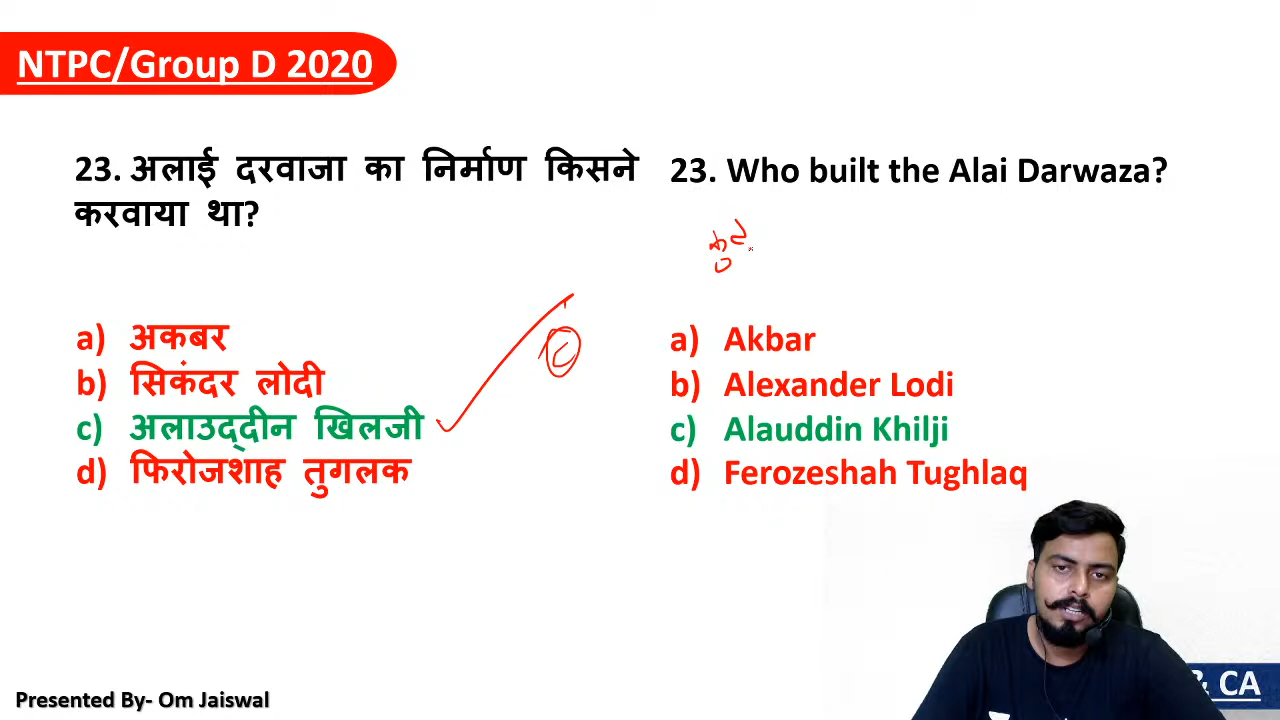 NTPC/Group D 2020
23. अलाई दरवाजा का निर्माण किसने
करवाया था?
a) अकबर
b) सिकंदर लोदी
c) अलाउद्दीन खिलजी
d) फिरोजशाह तुगलक
C
23. Who built the Alai Darwaza?
a) Akbar
b) Alexander Lodi
c) Alauddin Khilji
d) Ferozeshah Tughlaq
& CA
Presented By- Om Jaiswal